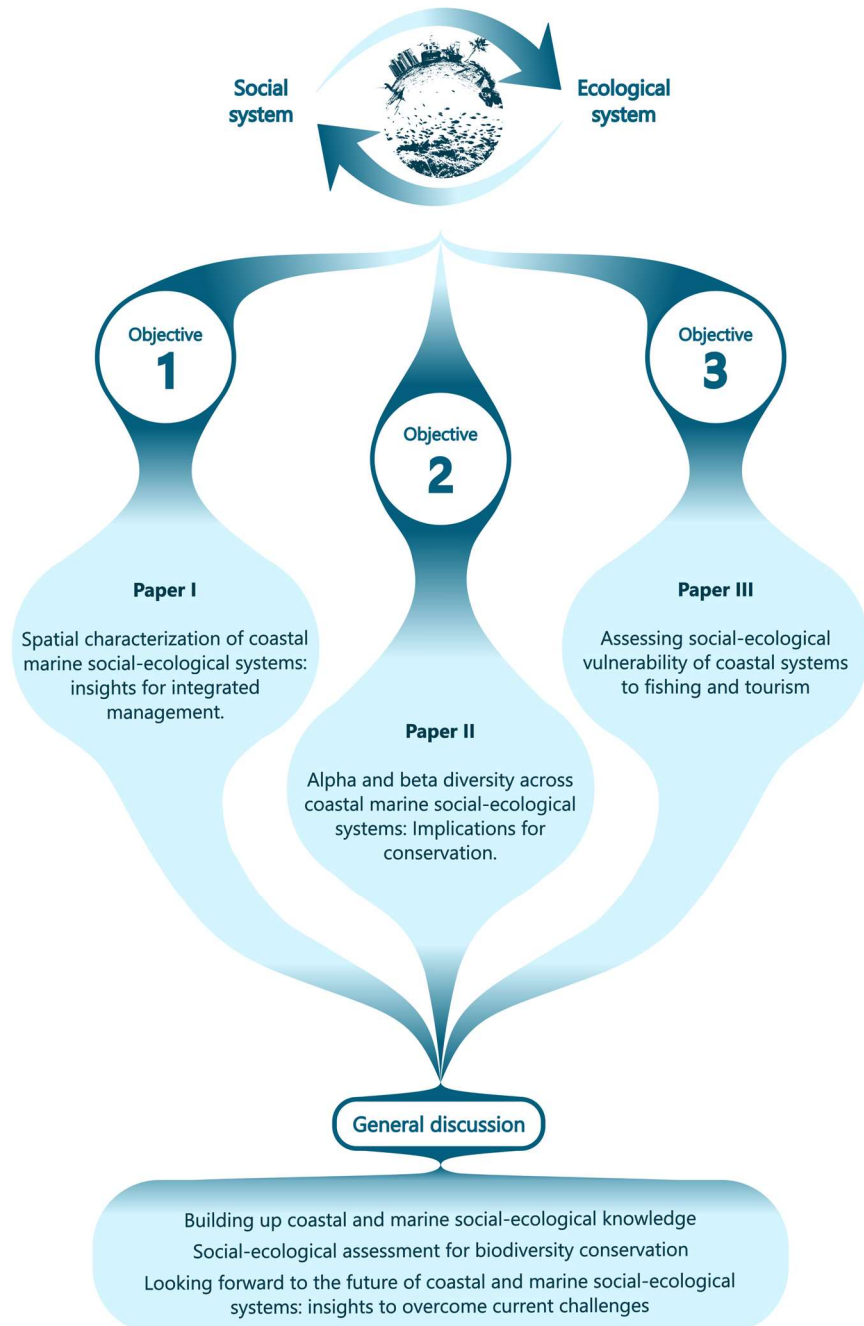 Social
system
Ecological
system
Objective
1
Objective
2
Objective
3
Paper I
Spatial characterization of coastal
marine social-ecological systems:
insights for integrated
management.
Paper II
Alpha and beta diversity across
coastal marine social-ecological
systems: Implications for
conservation.
Paper III
Assessing social-ecological
vulnerability of coastal systems
to fishing and tourism
General discussion
Building up coastal and marine social-ecological knowledge
Social-ecological assessment for biodiversity conservation
Looking forward to the future of coastal and marine social-ecological
systems: insights to overcome current challenges